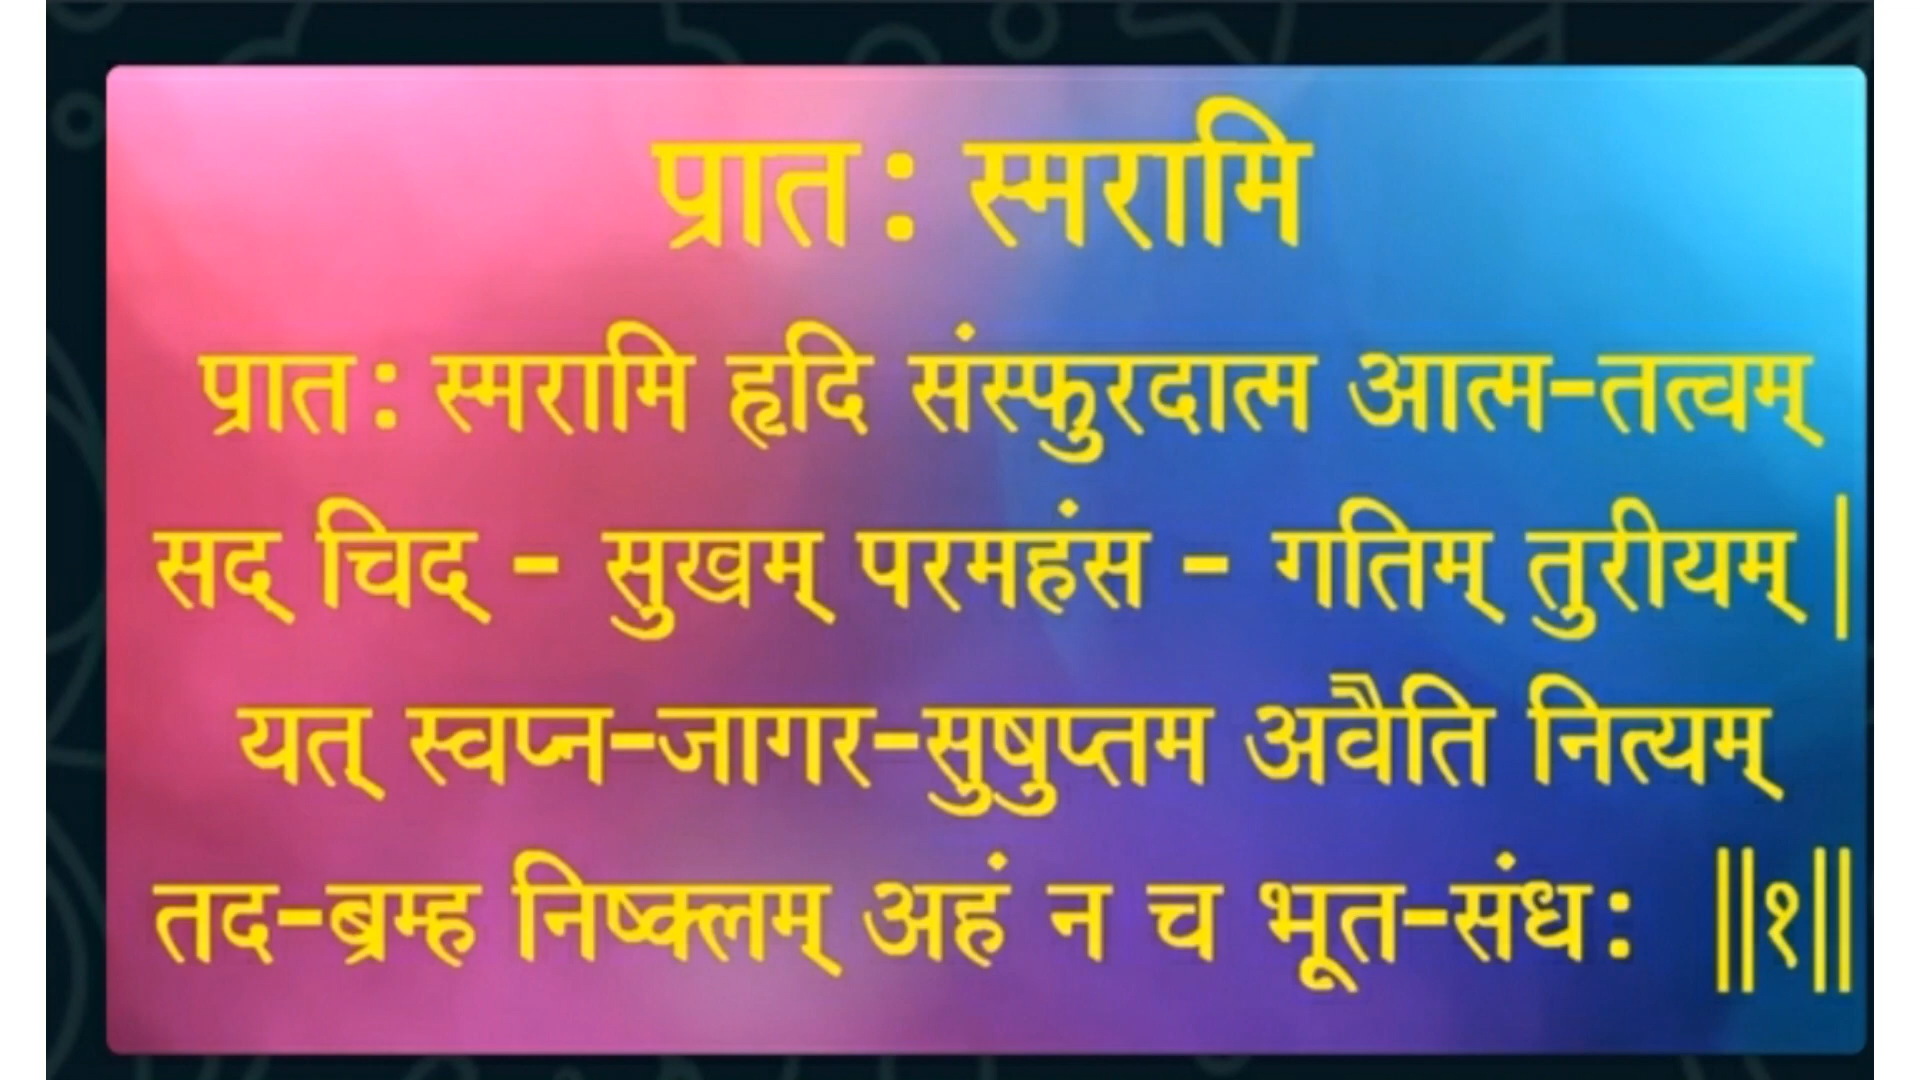 प्रात: स्मरामि
प्रात: स्मरामि हृदि संस्फुरदात्म आत्म-तत्वम्
सद् चिद् - सुखम् परमहंस - गतिम् तुरीयम् |
यत् स्वप्न-जागर-सुषुप्तम अवैति नित्यम्
तद-ब्रम्ह निष्क्लम् अहं न च भूत-संध: ||१||